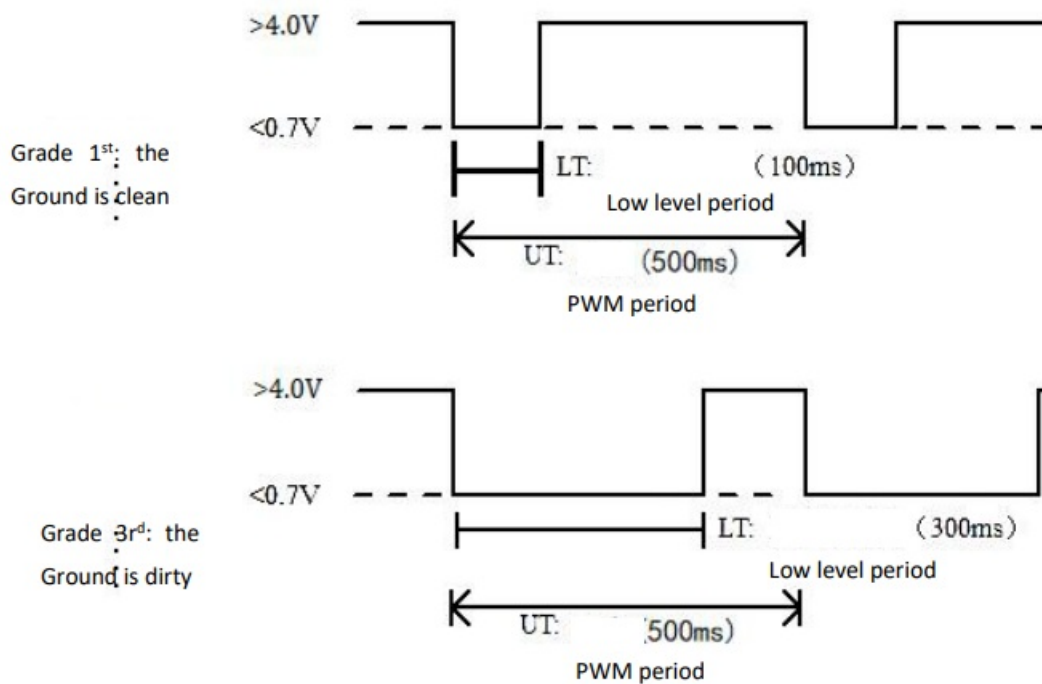 >4.0V
<0.7V
Grade 1st: the
Ground is clean
LT: （100ms）
Low level period
UT: (500ms)
PWM period
>4.0V
<0.7V
Grade 3rd: the
Ground is dirty
LT: （300ms）
Low level period
UT: (500ms)
PWM period